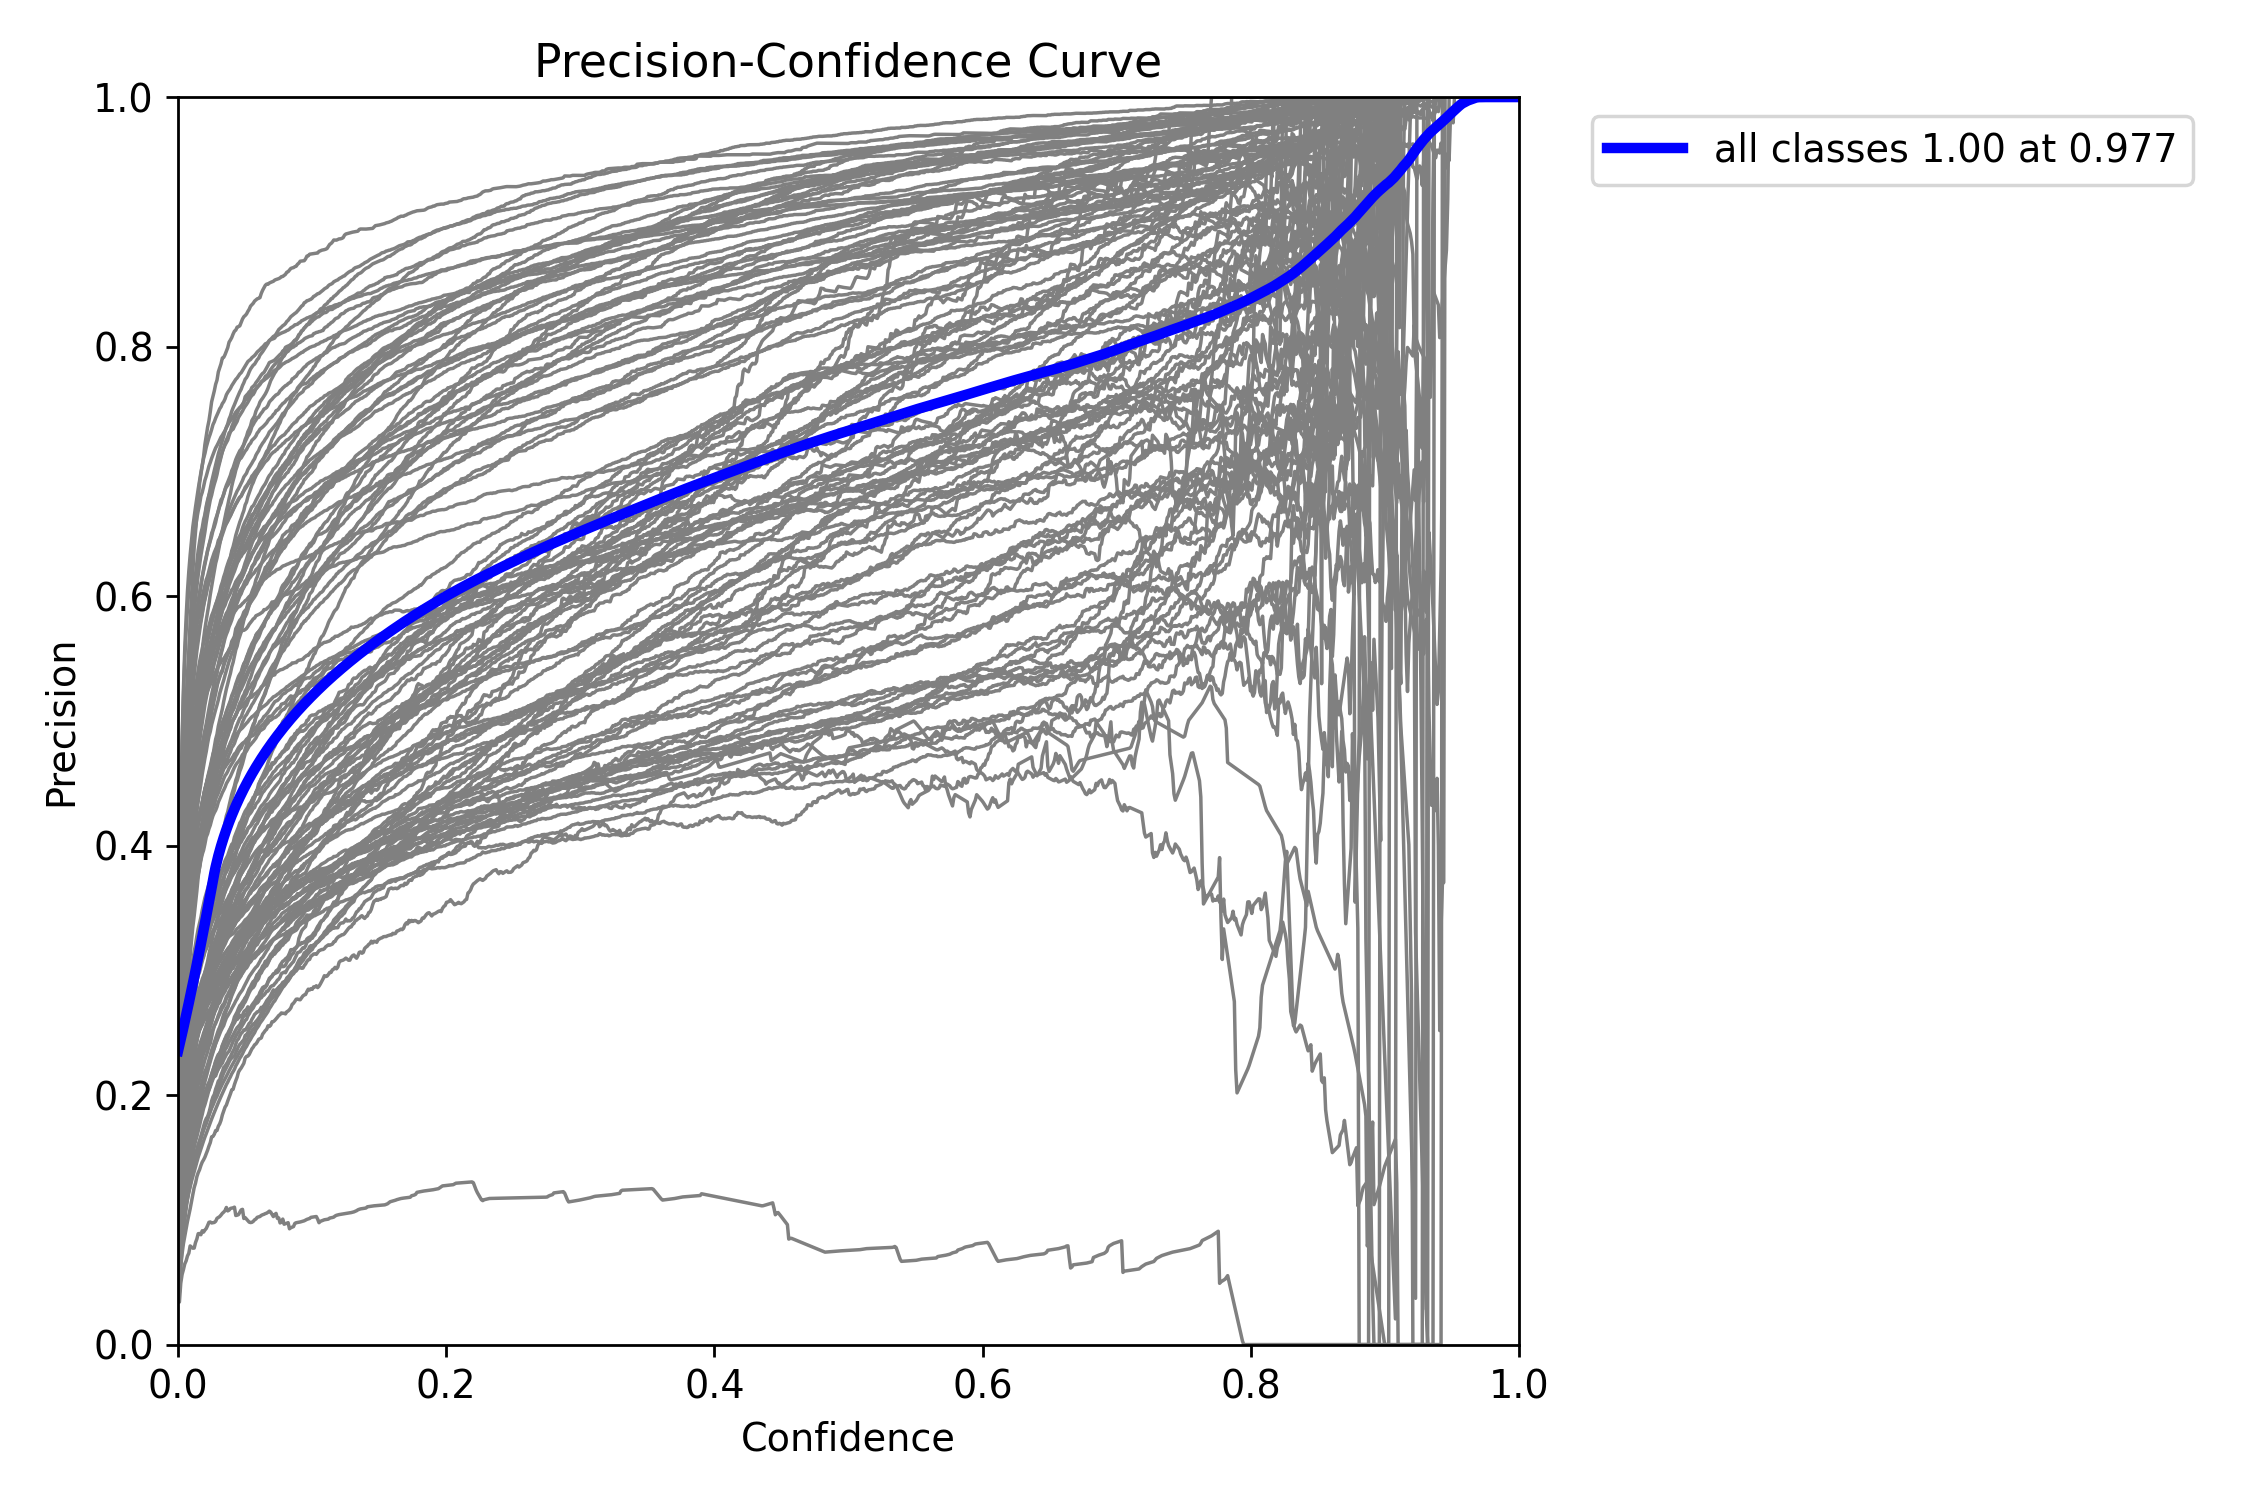 Precision-Confidence Curve
all classes 1.00 at 0.977
Precision
1.0
0.8
0.6
0.4
0.2
0.0
0.0 0.2 0.4 0.6 0.8 1.0
Confidence